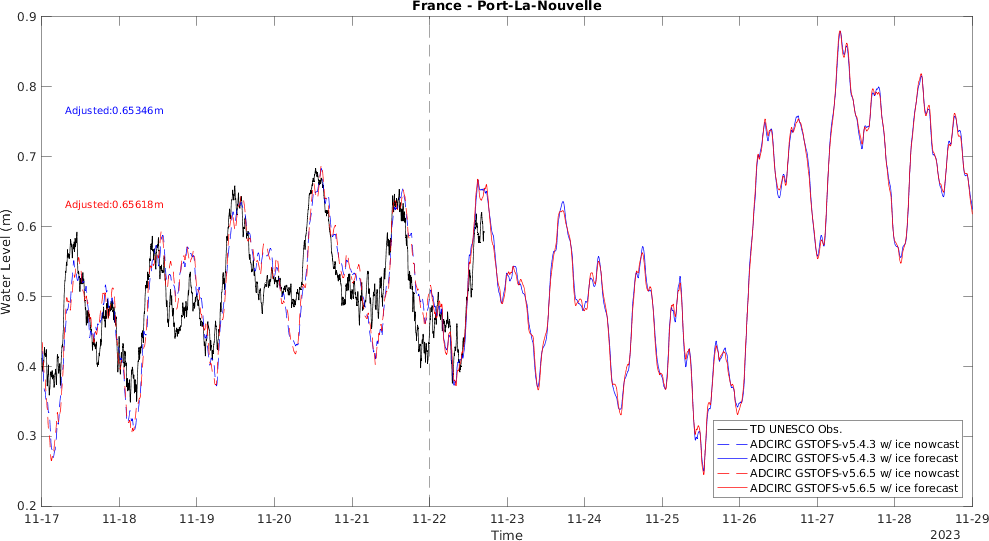 France - Port-La-Nouvelle
Water Level (m)
0.9
0.8
0.7
0.6
0.5
0.4
0.3
0.2
Adjusted:0.65346m
Adjusted:0.65618m
TD UNESCO Obs.
ADCIRC GSTOFS-v5.4.3 w/ ice nowcast
ADCIRC GSTOFS-v5.4.3 w/ ice forecast
ADCIRC GSTOFS-v5.6.5 w/ ice nowcast
ADCIRC GSTOFS-v5.6.5 w/ ice forecast
11-17 11-18 11-19 11-20 11-21 11-22 11-23 11-24 11-25 11-26 11-27 11-28 11-29
Time
2023